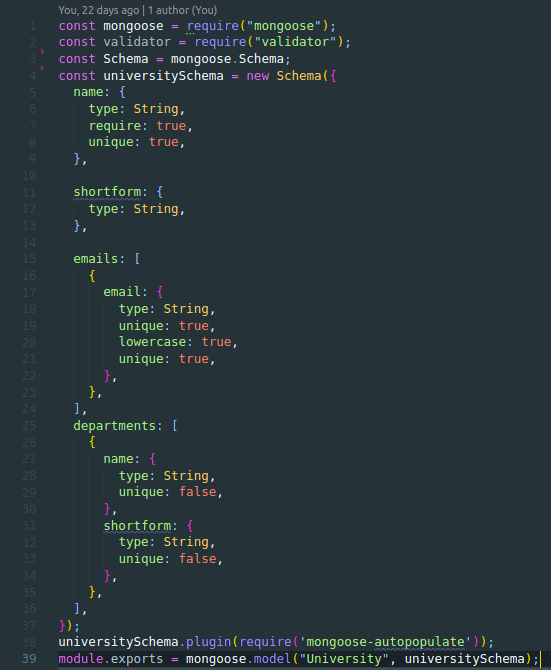 You, 22 days ago | 1 author (You)
1 const mongoose = require("mongoose");
2 const validator = require("validator");
3 const Schema = mongoose.Schema;
4 const universitySchema = new Schema({
5   name: {
6     type: String,
7     require: true,
8     unique: true,
9   },
10
11   shortform: {
12     type: String,
13   },
14
15   emails: [
16     {
17       email: {
18         type: String,
19         unique: true,
20         lowercase: true,
21         unique: true,
22       },
23     },
24   ],
25   departments: [
26     {
27       name: {
28         type: String,
29         unique: false,
30       },
31       shortform: {
32         type: String,
33         unique: false,
34       },
35     },
36   ],
37 });
38 universitySchema.plugin(require('mongoose-autopopulate'));
39 module.exports = mongoose.model("University", universitySchema);